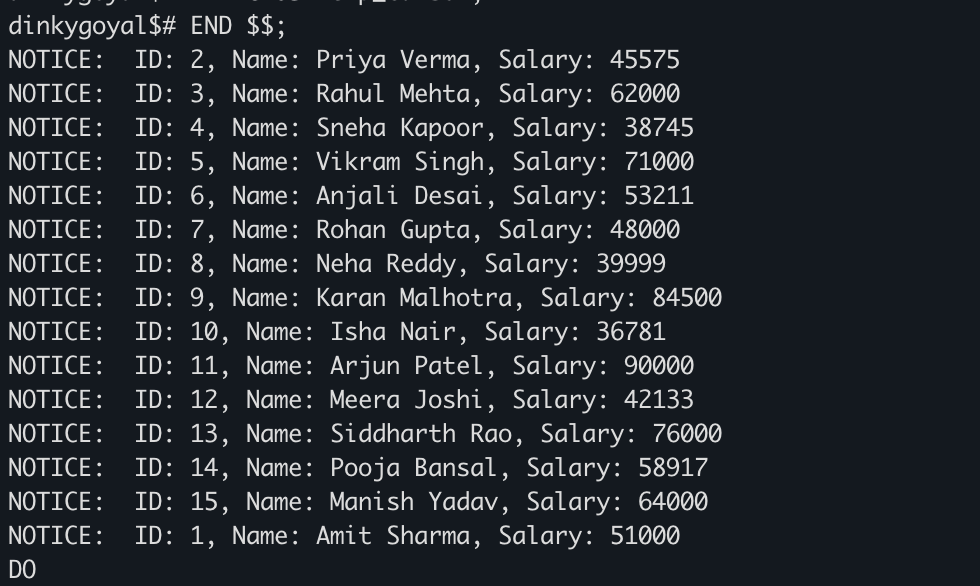 dinkygoyal$# END $$;
NOTICE:  ID: 2, Name: Priya Verma, Salary: 45575
NOTICE:  ID: 3, Name: Rahul Mehta, Salary: 62000
NOTICE:  ID: 4, Name: Sneha Kapoor, Salary: 38745
NOTICE:  ID: 5, Name: Vikram Singh, Salary: 71000
NOTICE:  ID: 6, Name: Anjali Desai, Salary: 53211
NOTICE:  ID: 7, Name: Rohan Gupta, Salary: 48000
NOTICE:  ID: 8, Name: Neha Reddy, Salary: 39999
NOTICE:  ID: 9, Name: Karan Malhotra, Salary: 84500
NOTICE:  ID: 10, Name: Isha Nair, Salary: 36781
NOTICE:  ID: 11, Name: Arjun Patel, Salary: 90000
NOTICE:  ID: 12, Name: Meera Joshi, Salary: 42133
NOTICE:  ID: 13, Name: Siddharth Rao, Salary: 76000
NOTICE:  ID: 14, Name: Pooja Bansal, Salary: 58917
NOTICE:  ID: 15, Name: Manish Yadav, Salary: 64000
NOTICE:  ID: 1, Name: Amit Sharma, Salary: 51000
DO